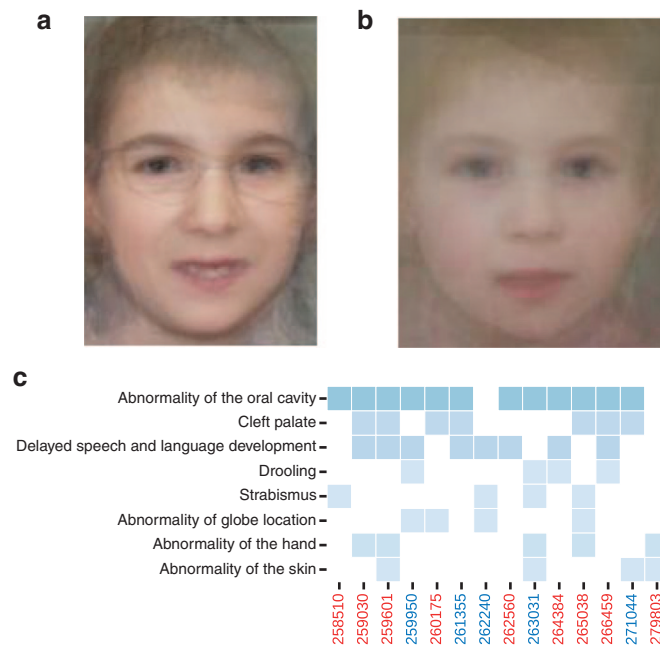 a
b
c
Abnormality of the oral cavity
Cleft palate
Delayed speech and language development
Drooling
Strabismus
Abnormality of globe location
Abnormality of the hand
Abnormality of the skin
258510
259030
259601
259950
260175
261355
262240
262560
263031
264384
265038
266459
271044
279803